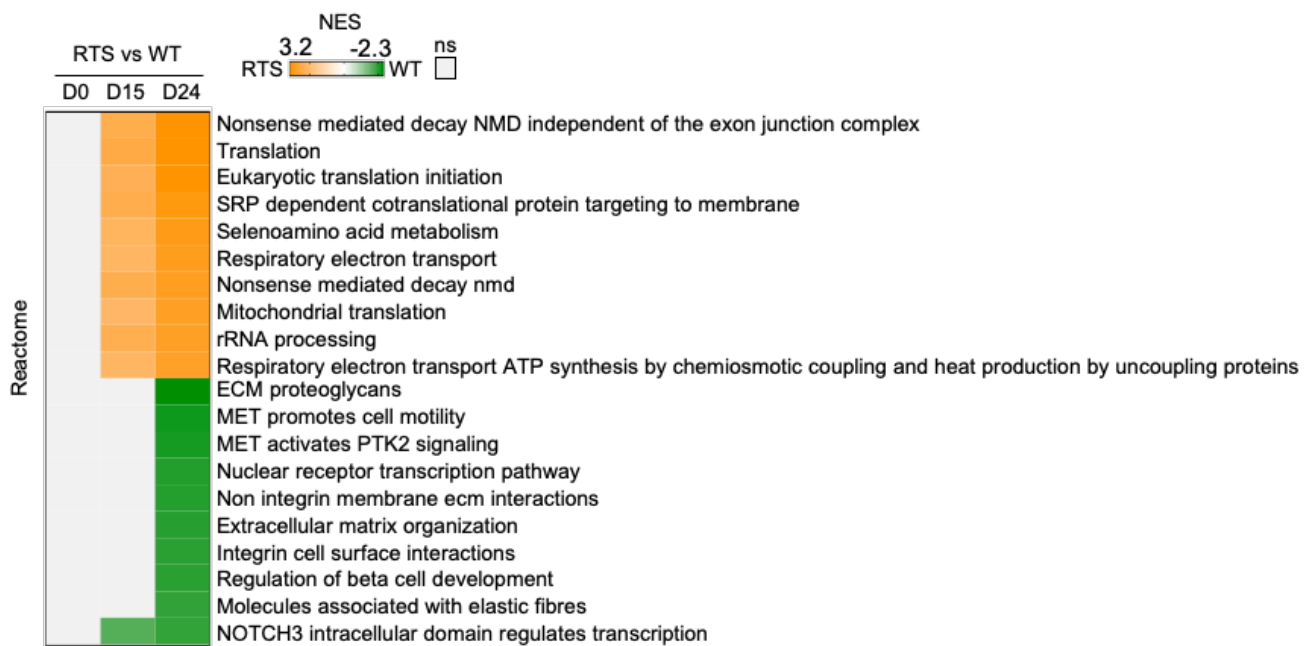 NES
3.2 -2.3 ns
RTS vs WT
RTS WT
D0 D15 D24
Reactome
Nonsense mediated decay NMD independent of the exon junction complex
Translation
Eukaryotic translation initiation
SRP dependent cotranslational protein targeting to membrane
Selenoamino acid metabolism
Respiratory electron transport
Nonsense mediated decay nmd
Mitochondrial translation
rRNA processing
Respiratory electron transport ATP synthesis by chemiosmotic coupling and heat production by uncoupling proteins
ECM proteoglycans
MET promotes cell motility
MET activates PTK2 signaling
Nuclear receptor transcription pathway
Non integrin membrane ecm interactions
Extracellular matrix organization
Integrin cell surface interactions
Regulation of beta cell development
Molecules associated with elastic fibres
NOTCH3 intracellular domain regulates transcription